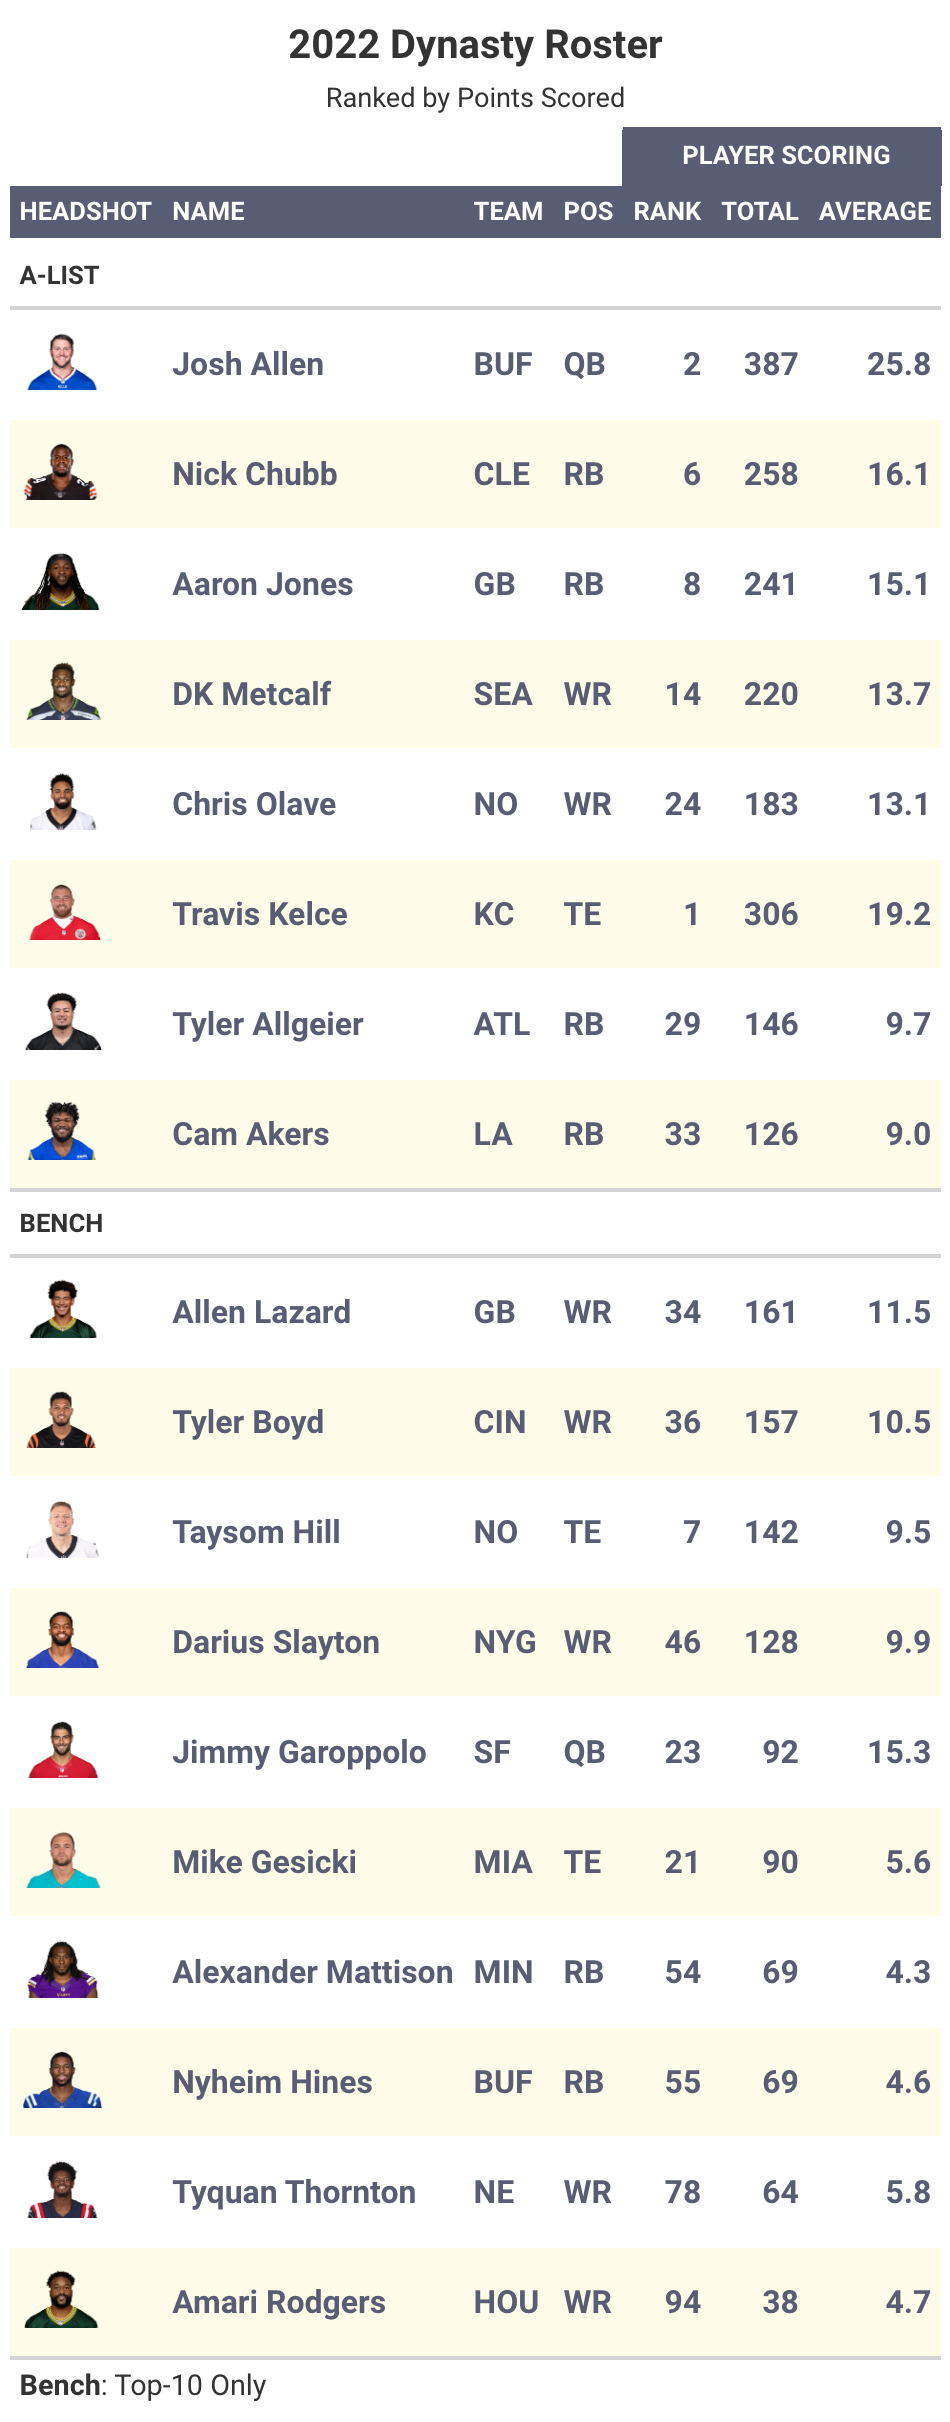 2022 Dynasty Roster
Ranked by Points Scored
PLAYER SCORING
HEADSHOT NAME TEAM POS RANK TOTAL AVERAGE
A-LIST
Josh Allen BUF QB 2 387 25.8
Nick Chubb CLE RB 6 258 16.1
Aaron Jones GB RB 8 241 15.1
DK Metcalf SEA WR 14 220 13.7
Chris Olave NO WR 24 183 13.1
Travis Kelce KC TE 1 306 19.2
Tyler Allgeier ATL RB 29 146 9.7
Cam Akers LA RB 33 126 9.0
BENCH
Allen Lazard GB WR 34 161 11.5
Tyler Boyd CIN WR 36 157 10.5
Taysom Hill NO TE 7 142 9.5
Darius Slayton NYG WR 46 128 9.9
Jimmy Garoppolo SF QB 23 92 15.3
Mike Gesicki MIA TE 21 90 5.6
Alexander Mattison MIN RB 54 69 4.3
Nyheim Hines BUF RB 55 69 4.6
Tyquan Thornton NE WR 78 64 5.8
Amari Rodgers HOU WR 94 38 4.7
Bench: Top-10 Only